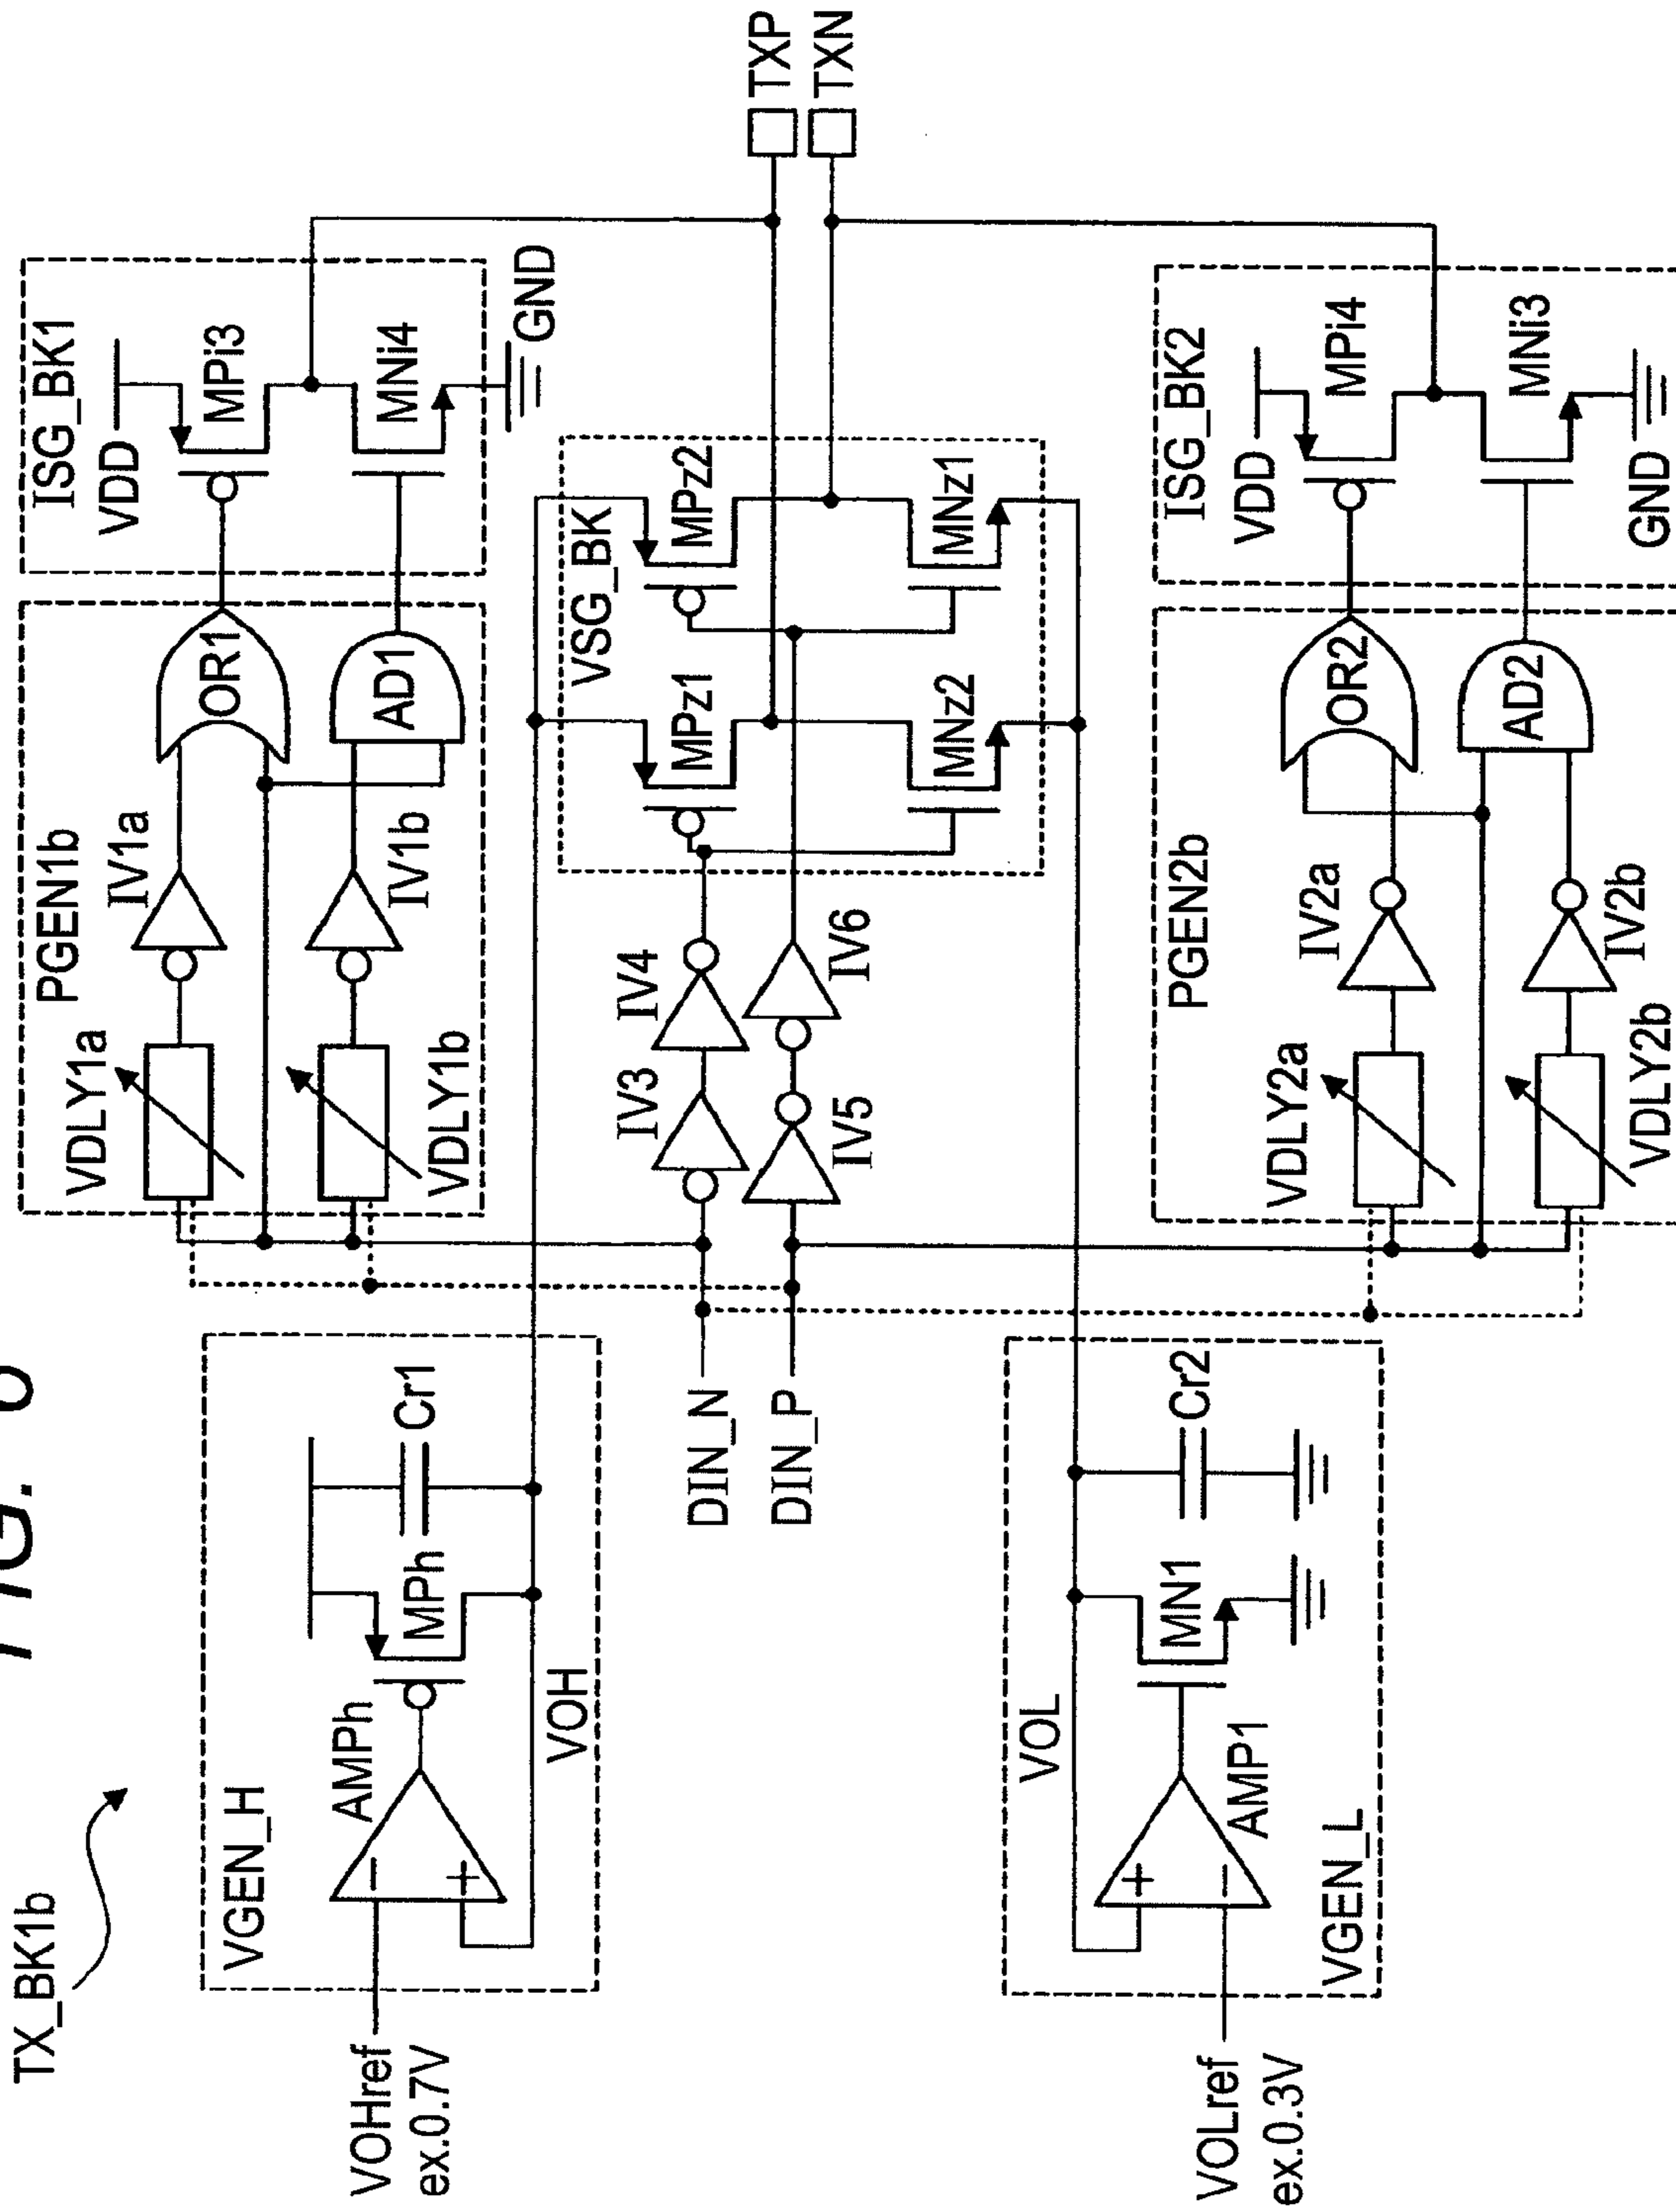 FIG.
TX_BK1b
VOHref
ex.0.7V
VGEN_H
AMPh
−
+
MPh
Cr1
VOH
VOLref
ex.0.3V
VGEN_L
AMP1
+
−
MN1
Cr2
VOL
DIN_N
DIN_P
PGEN1b
VDLY1a
IV1a
OR1
VDLY1b
IV1b
AD1
ISG_BK1
VDD
MPi3
MNi4
GND
IV3
IV4
IV5
IV6
VSG_BK
MPz1
MPz2
MNz2
MNz1
TXP
TXN
PGEN2b
VDLY2a
IV2a
OR2
VDLY2b
IV2b
AD2
ISG_BK2
VDD
MPi4
MNi3
GND